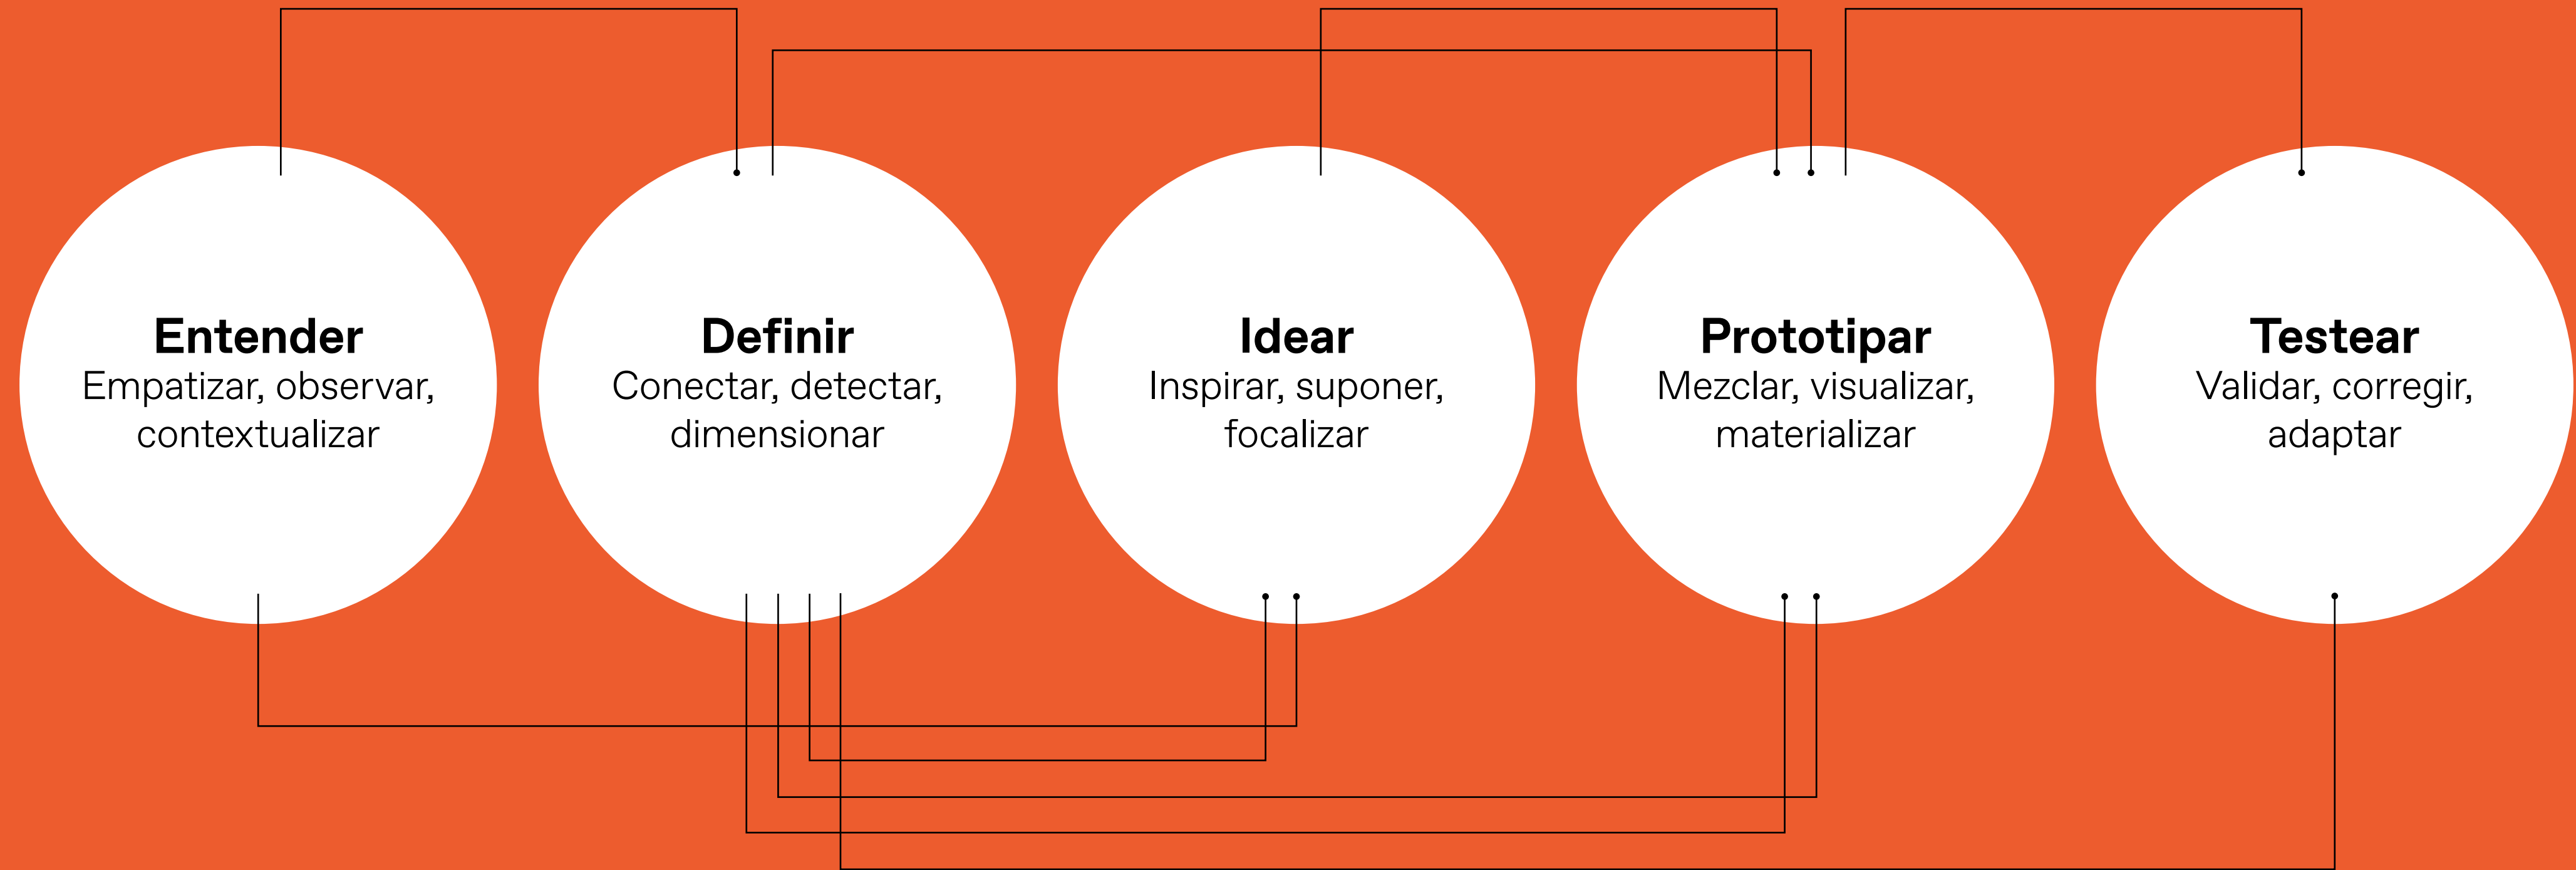 Entender
Empatizar, observar,
contextualizar
Definir
Conectar, detectar,
dimensionar
Idear
Inspirar, suponer,
focalizar
Prototipar
Mezclar, visualizar,
materializar
Testear
Validar, corregir,
adaptar